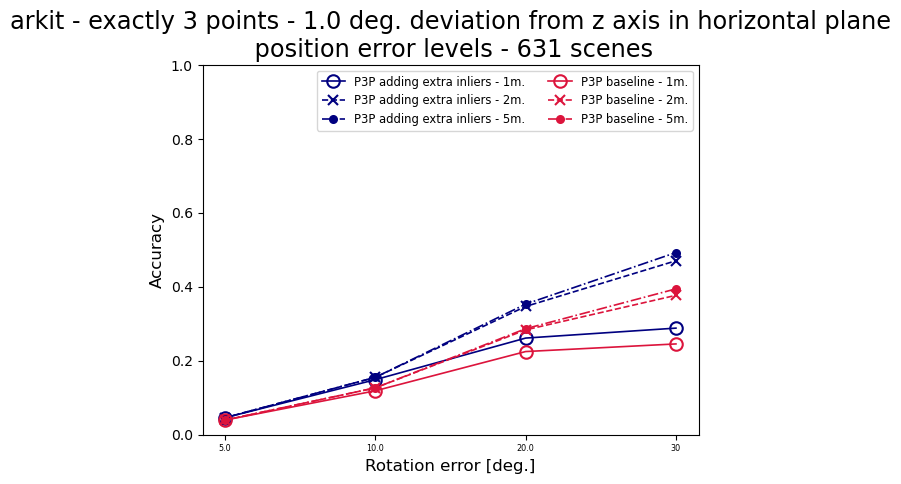 arkit - exactly 3 points - 1.0 deg. deviation from z axis in horizontal plane
position error levels - 631 scenes
P3P adding extra inliers - 1m.
P3P adding extra inliers - 2m.
P3P adding extra inliers - 5m.
P3P baseline - 1m.
P3P baseline - 2m.
P3P baseline - 5m.
Accuracy
1.0
0.8
0.6
0.4
0.2
0.0
5.0 10.0 20.0 30
Rotation error [deg.]